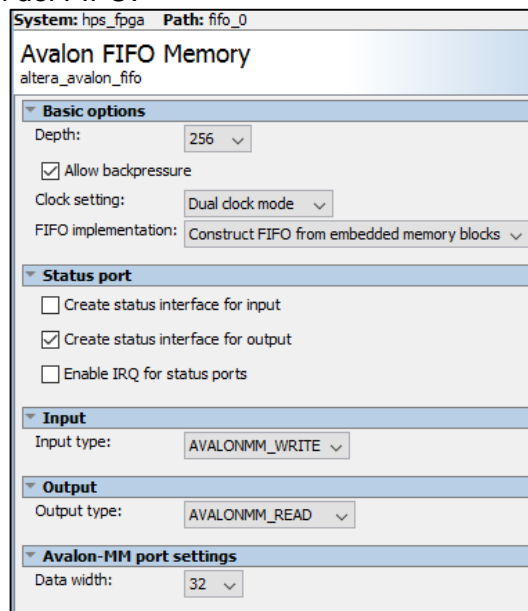 System: hps_fpga Path: fifo_0
Avalon FIFO Memory
altera_avalon_fifo
Basic options
Depth: 256
Allow backpressure
Clock setting: Dual clock mode
FIFO implementation: Construct FIFO from embedded memory blocks
Status port
Create status interface for input
Create status interface for output
Enable IRQ for status ports
Input
Input type: AVALONMM_WRITE
Output
Output type: AVALONMM_READ
Avalon-MM port settings
Data width: 32